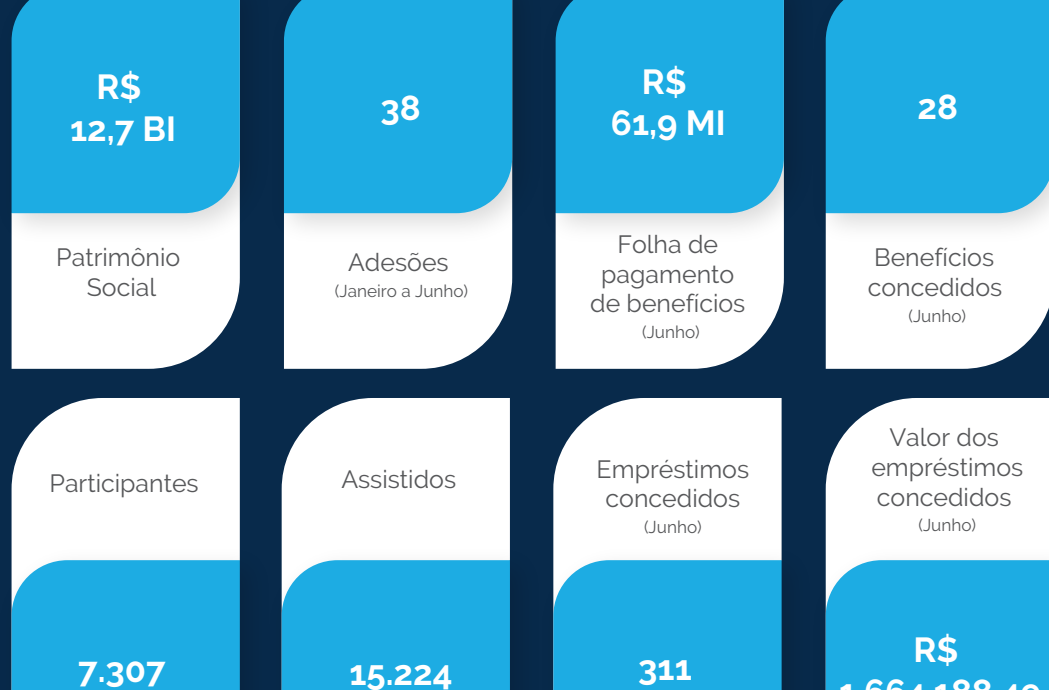 R$
12,7 BI
Patrimônio
Social
38
Adesões
(Janeiro a Junho)
R$
61,9 MI
Folha de
pagamento
de benefícios
(Junho)
28
Benefícios
concedidos
(Junho)
Participantes
7.307
Assistidos
15.224
Empréstimos
concedidos
(Junho)
311
Valor dos
empréstimos
concedidos
(Junho)
R$